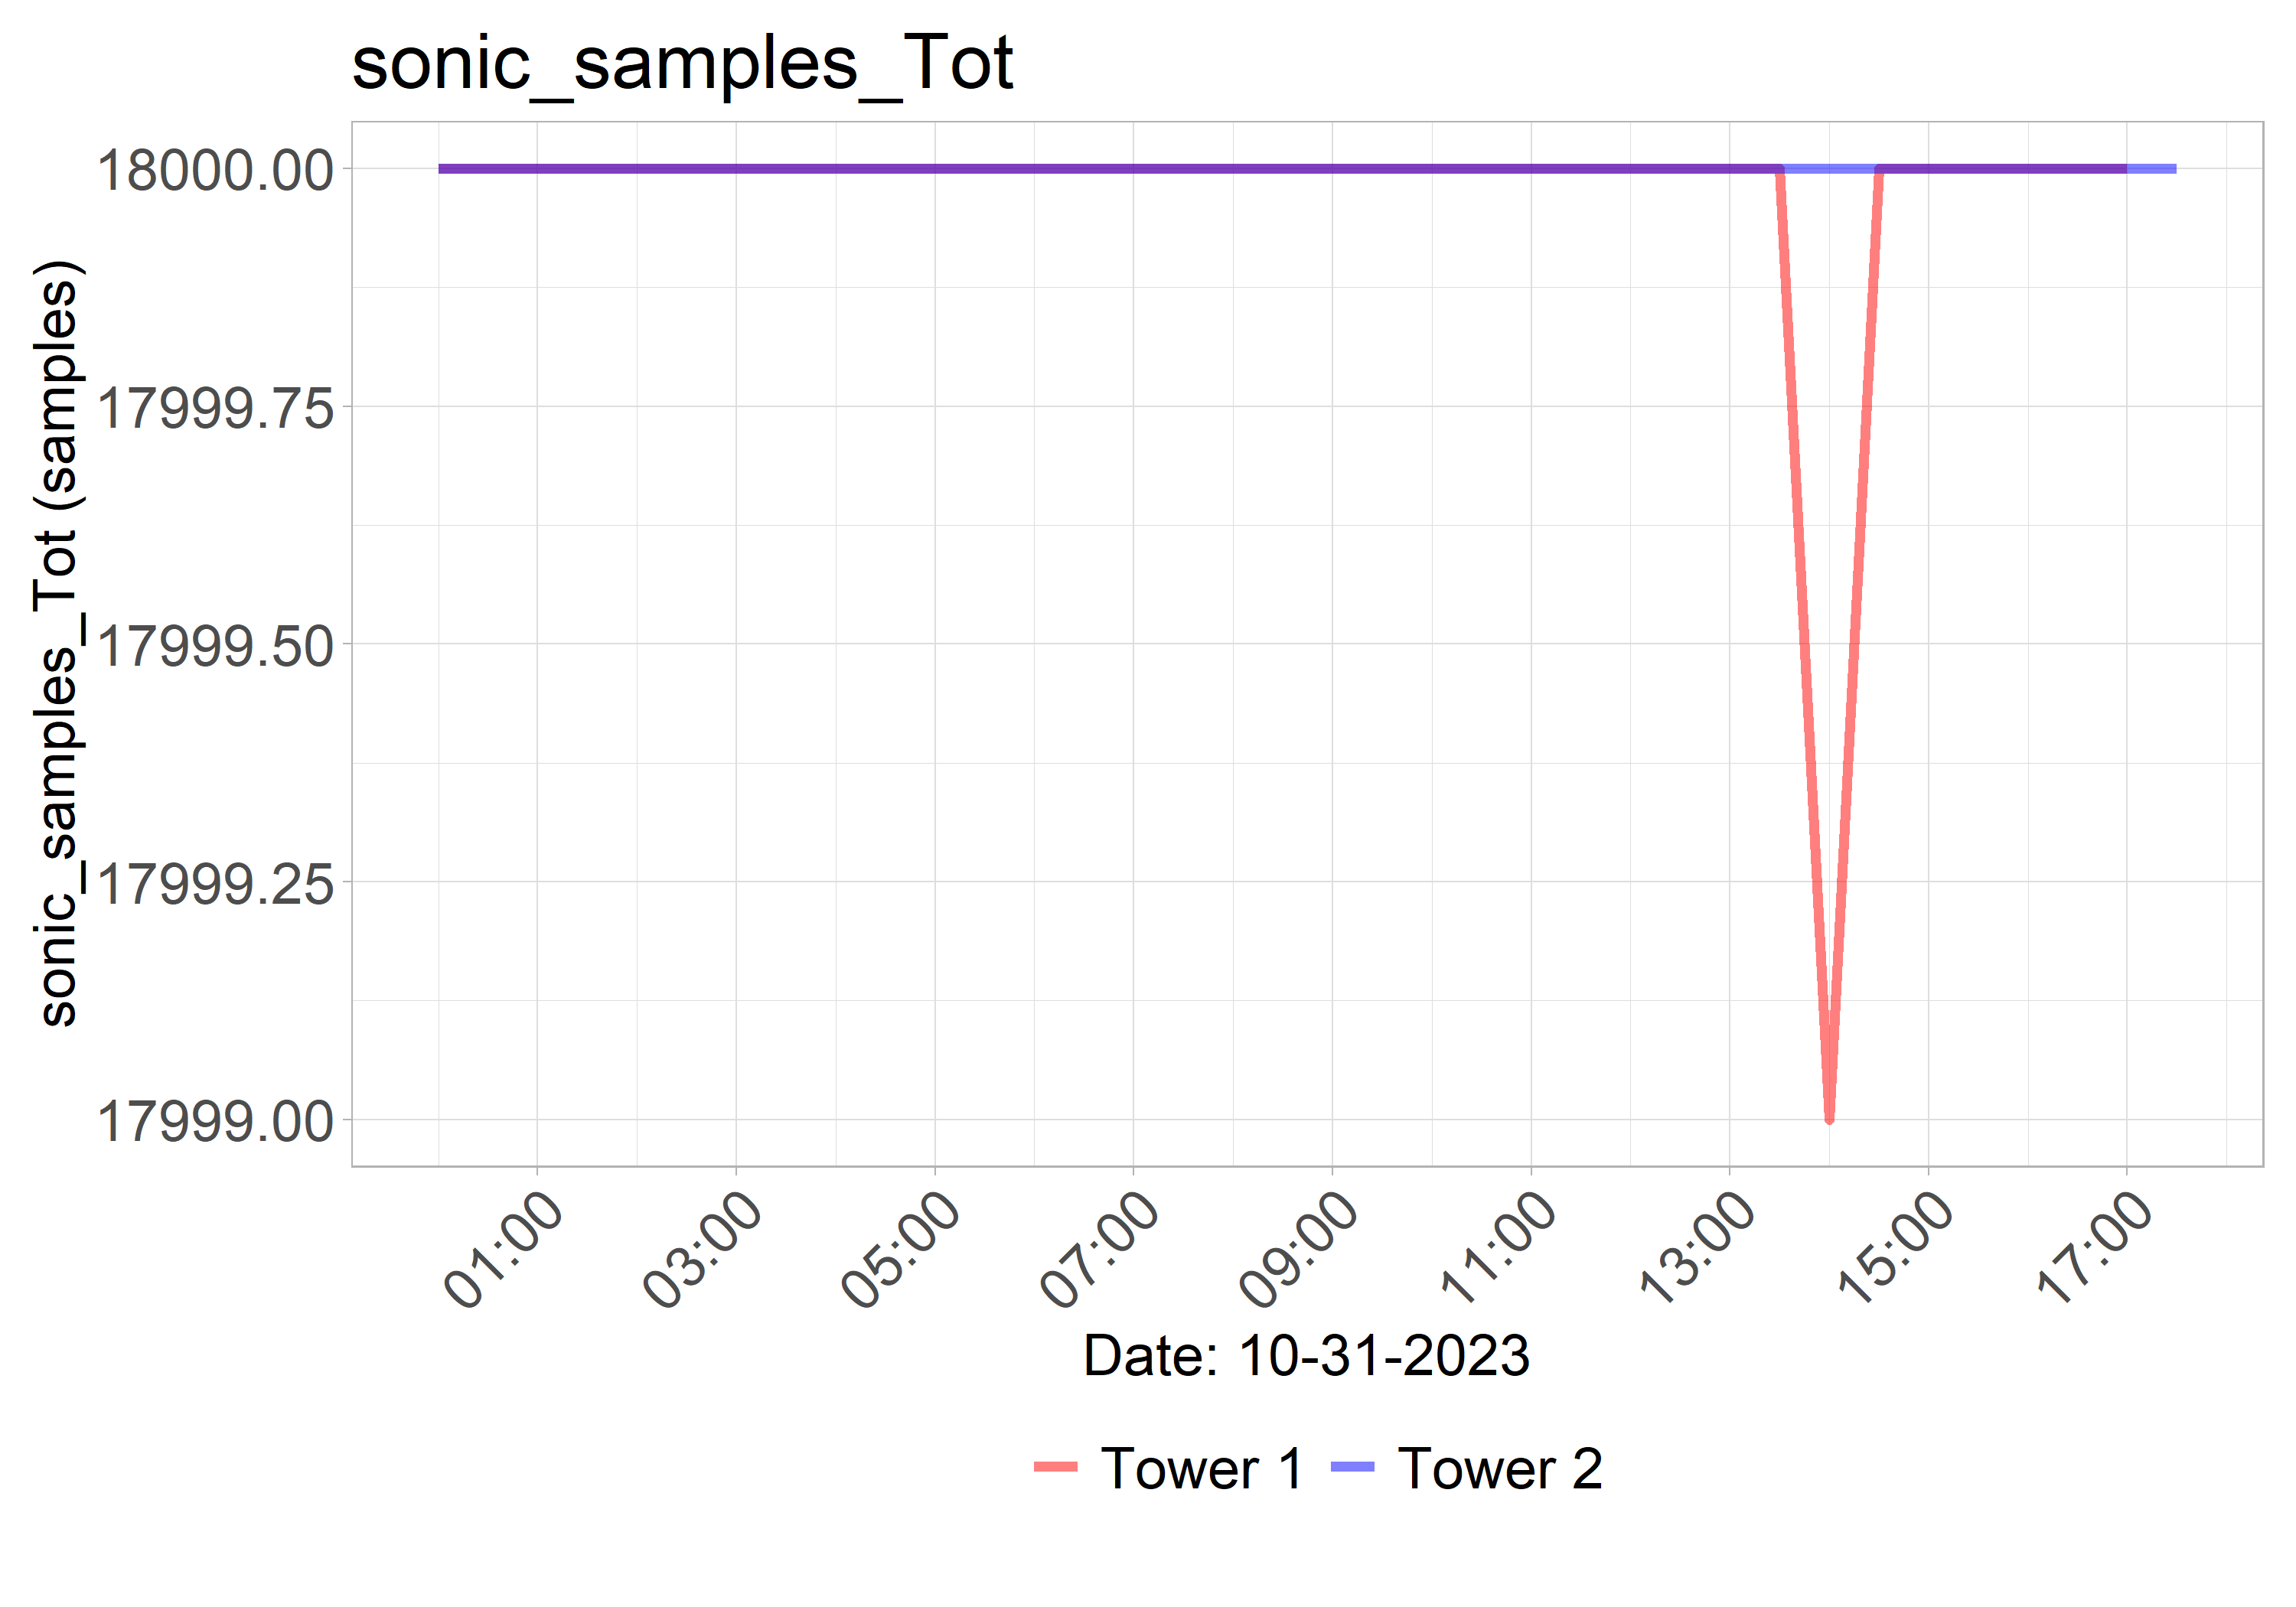 sonic_samples_Tot
sonic_samples_Tot (samples)
18000.00
17999.75
17999.50
17999.25
17999.00
01:00
03:00
05:00
07:00
09:00
11:00
13:00
15:00
17:00
Date: 10-31-2023
Tower 1
Tower 2